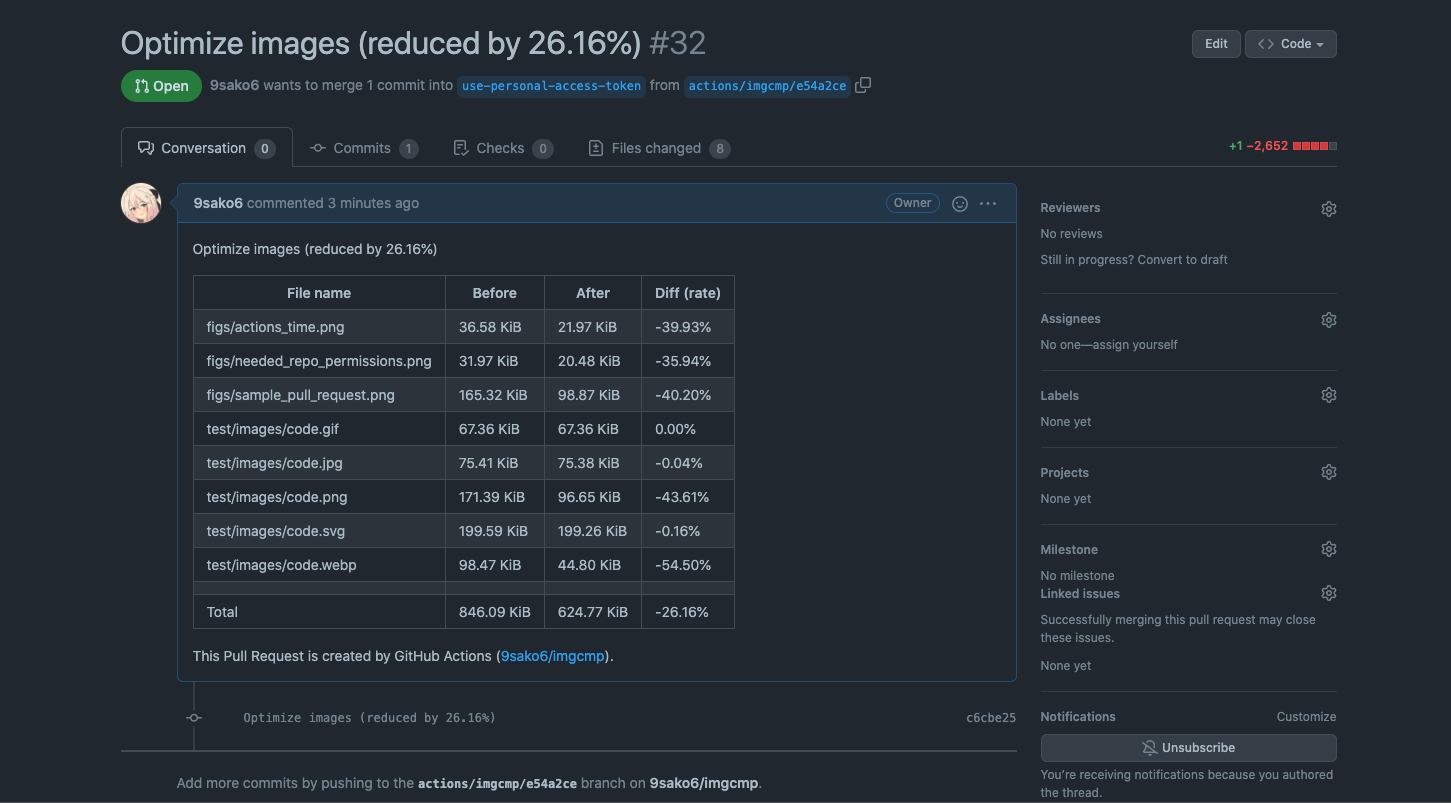 Optimize images (reduced by 26.16%) #32
Edit
Code
Open
9sako6 wants to merge 1 commit into use-personal-access-token from actions/imgcmp/e54a2ce
Conversation 0
Commits 1
Checks 0
Files changed 8
+1 −2,652
9sako6 commented 3 minutes ago
Owner
Optimize images (reduced by 26.16%)
File name Before After Diff (rate)
figs/actions_time.png 36.58 KiB 21.97 KiB -39.93%
figs/needed_repo_permissions.png 31.97 KiB 20.48 KiB -35.94%
figs/sample_pull_request.png 165.32 KiB 98.87 KiB -40.20%
test/images/code.gif 67.36 KiB 67.36 KiB 0.00%
test/images/code.jpg 75.41 KiB 75.38 KiB -0.04%
test/images/code.png 171.39 KiB 96.65 KiB -43.61%
test/images/code.svg 199.59 KiB 199.26 KiB -0.16%
test/images/code.webp 98.47 KiB 44.80 KiB -54.50%
Total 846.09 KiB 624.77 KiB -26.16%
This Pull Request is created by GitHub Actions (9sako6/imgcmp).
Optimize images (reduced by 26.16%) c6cbe25
Add more commits by pushing to the actions/imgcmp/e54a2ce branch on 9sako6/imgcmp.
Reviewers
No reviews
Still in progress? Convert to draft
Assignees
No one—assign yourself
Labels
None yet
Projects
None yet
Milestone
No milestone
Linked issues
Successfully merging this pull request may close
these issues.
None yet
Notifications
Customize
Unsubscribe
You're receiving notifications because you authored
the thread.